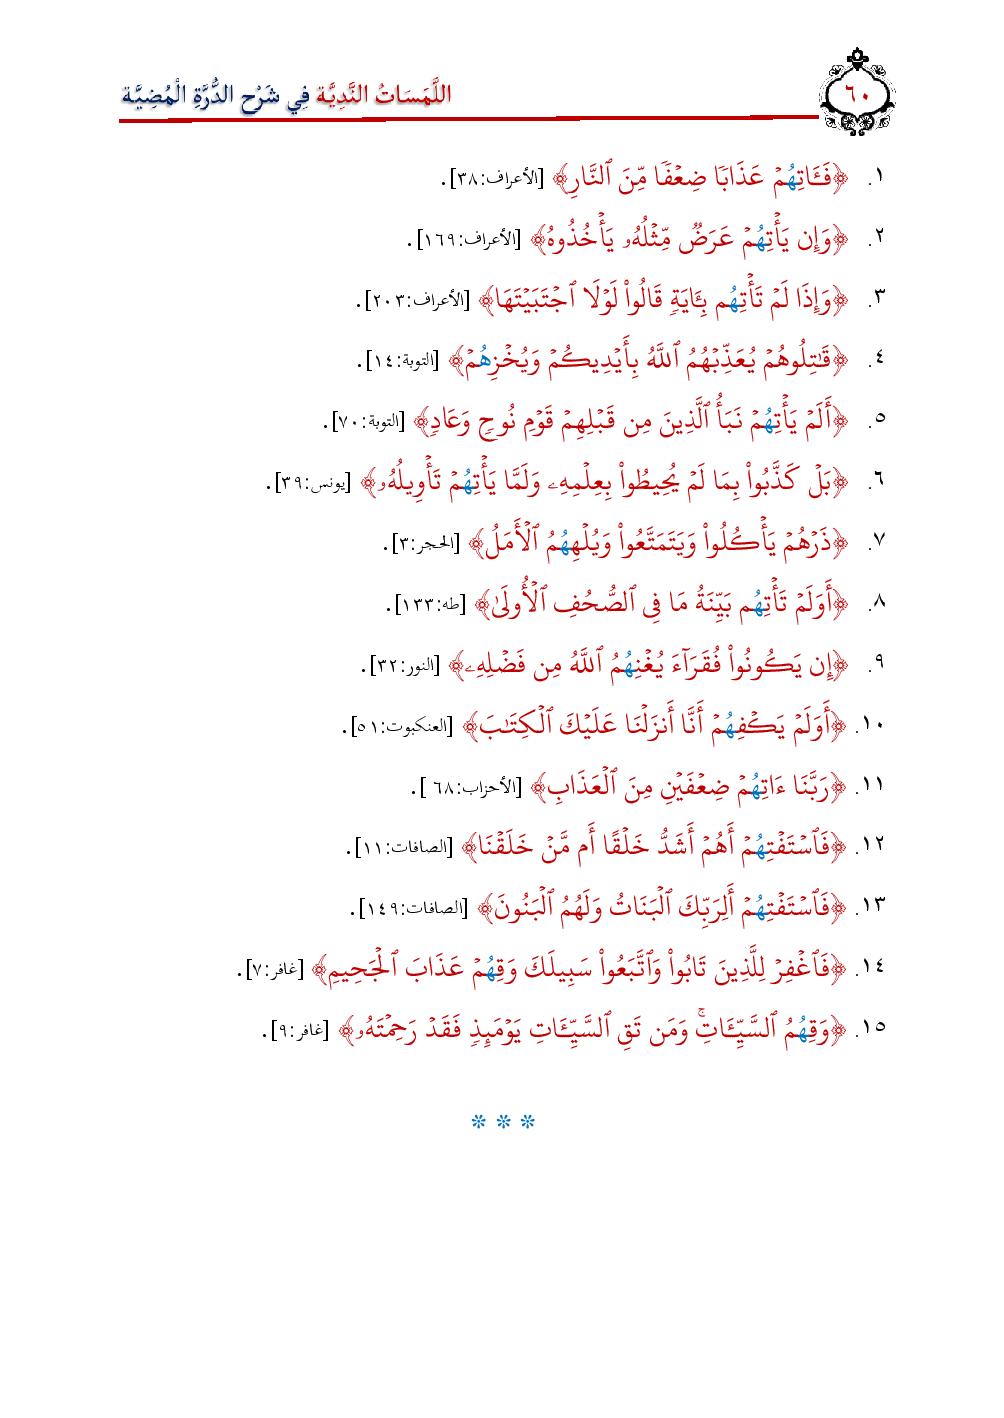 اللَّمَسَاتُ النَّدِيَّة فِي شَرْح الدُّرَّةِ الْمُضِيَّة
٦٠
١. ﴿فَـَٔاتِهُمۡ عَذَابٗا ضِعۡفٗا مِّنَ ٱلنَّارِ﴾ [الأعراف:٣٨].
٢. ﴿وَإِن يَأۡتِهُمۡ عَرَضٞ مِّثۡلُهُۥ يَأۡخُذُوهُ﴾ [الأعراف:١٦٩].
٣. ﴿وَإِذَا لَمۡ تَأۡتِهُم بِـَٔايَةٖ قَالُواْ لَوۡلَا ٱجۡتَبَيۡتَهَا﴾ [الأعراف:٢٠٣].
٤. ﴿قَٰتِلُوهُمۡ يُعَذِّبۡهُمُ ٱللَّهُ بِأَيۡدِيكُمۡ وَيُخۡزِهُمۡ﴾ [التوبة:١٤].
٥. ﴿أَلَمۡ يَأۡتِهُمۡ نَبَأُ ٱلَّذِينَ مِن قَبۡلِهِمۡ قَوۡمِ نُوحٖ وَعَادٖ﴾ [التوبة:٧٠].
٦. ﴿بَلۡ كَذَّبُواْ بِمَا لَمۡ يُحِيطُواْ بِعِلۡمِهِۦ وَلَمَّا يَأۡتِهُمۡ تَأۡوِيلُهُۥ﴾ [يونس:٣٩].
٧. ﴿ذَرۡهُمۡ يَأۡكُلُواْ وَيَتَمَتَّعُواْ وَيُلۡهِهُمُ ٱلۡأَمَلُ﴾ [الحجر:٣].
٨. ﴿أَوَلَمۡ تَأۡتِهُم بَيِّنَةُ مَا فِى ٱلصُّحُفِ ٱلۡأُولَىٰ﴾ [طه:١٣٣].
٩. ﴿إِن يَكُونُواْ فُقَرَآءَ يُغۡنِهُمُ ٱللَّهُ مِن فَضۡلِهِۦ﴾ [النور:٣٢].
١٠. ﴿أَوَلَمۡ يَكۡفِهُمۡ أَنَّا أَنزَلۡنَا عَلَيۡكَ ٱلۡكِتَٰبَ﴾ [العنكبوت:٥١].
١١. ﴿رَبَّنَا ءَاتِهُمۡ ضِعۡفَيۡنِ مِنَ ٱلۡعَذَابِ﴾ [الأحزاب:٦٨ ].
١٢. ﴿فَٱسۡتَفۡتِهُمۡ أَهُمۡ أَشَدُّ خَلۡقًا أَم مَّنۡ خَلَقۡنَا﴾ [الصافات:١١].
١٣. ﴿فَٱسۡتَفۡتِهُمۡ أَلِرَبِّكَ ٱلۡبَنَاتُ وَلَهُمُ ٱلۡبَنُونَ﴾ [الصافات:١٤٩].
١٤. ﴿فَٱغۡفِرۡ لِلَّذِينَ تَابُواْ وَٱتَّبَعُواْ سَبِيلَكَ وَقِهُمۡ عَذَابَ ٱلۡجَحِيمِ﴾ [غافر:٧].
١٥. ﴿وَقِهُمُ ٱلسَّيِّـَٔاتِۚ وَمَن تَقِ ٱلسَّيِّـَٔاتِ يَوۡمَئِذٖ فَقَدۡ رَحِمۡتَهُۥ﴾ [غافر:٩].
* * *